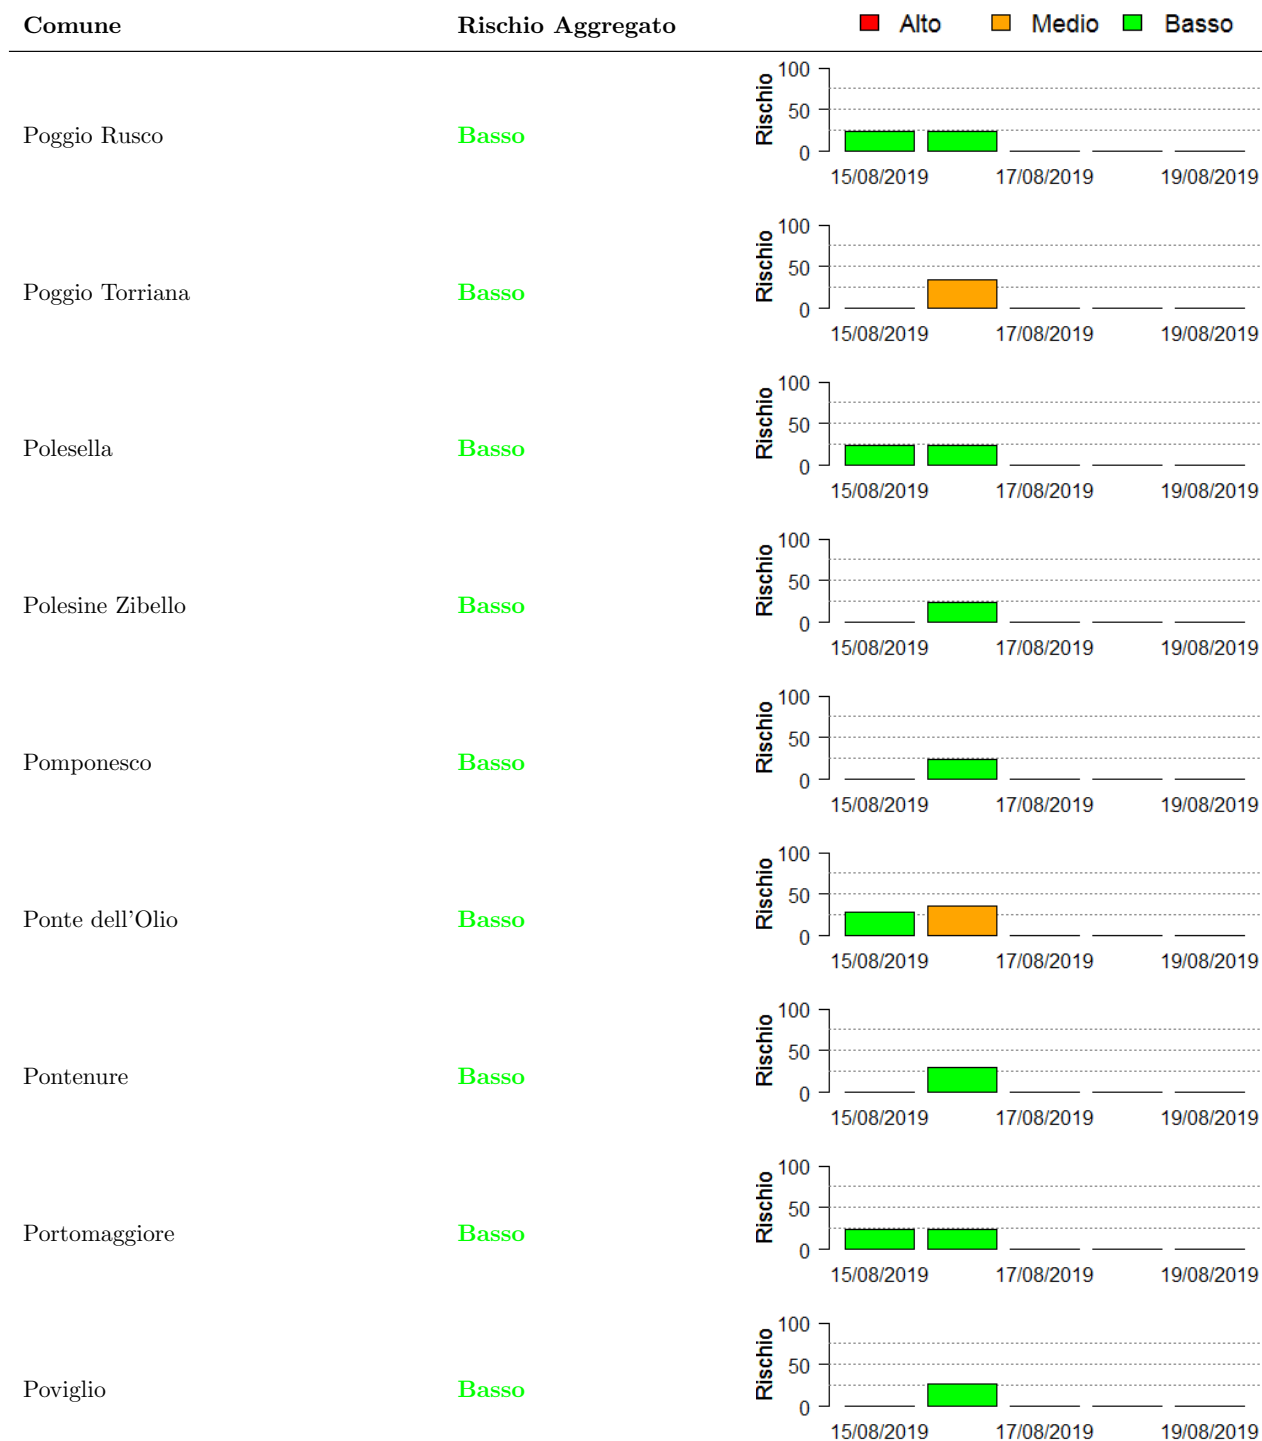 Comune Rischio Aggregato Alto Medio Basso
100
50
0
Rischio
Poggio Rusco Basso
15/08/2019 17/08/2019 19/08/2019
100
50
0
Rischio
Poggio Torriana Basso
15/08/2019 17/08/2019 19/08/2019
100
50
0
Rischio
Polesella Basso
15/08/2019 17/08/2019 19/08/2019
100
50
0
Rischio
Polesine Zibello Basso
15/08/2019 17/08/2019 19/08/2019
100
50
0
Rischio
Pomponesco Basso
15/08/2019 17/08/2019 19/08/2019
100
50
0
Rischio
Ponte dell'Olio Basso
15/08/2019 17/08/2019 19/08/2019
100
50
0
Rischio
Pontenure Basso
15/08/2019 17/08/2019 19/08/2019
100
50
0
Rischio
Portomaggiore Basso
15/08/2019 17/08/2019 19/08/2019
100
50
0
Rischio
Poviglio Basso
15/08/2019 17/08/2019 19/08/2019